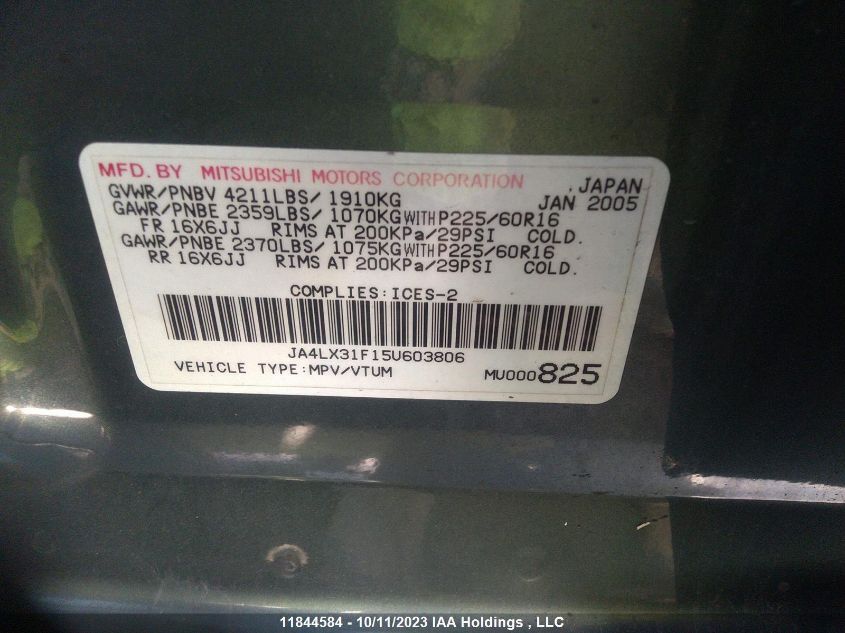 MFD. BY MITSUBISHI MOTORS CORPORATION , JAPAN
GVWR/PNBV 4211LBS/ 1910KG JAN 2005
GAWR/PNBE 2359LBS/ 1070KG WITH P225/60R16
FR 16X6JJ RIMS AT 200KPa/29PSI COLD.
GAWR/PNBE 2370LBS/ 1075KG WITH P225/60R16
RR 16X6JJ RIMS AT 200KPa/29PSI COLD.
COMPLIES:ICES-2
JA4LX31F15U603806
VEHICLE TYPE:MPV/VTUM MU000825
11844584 - 10/11/2023 IAA Holdings , LLC